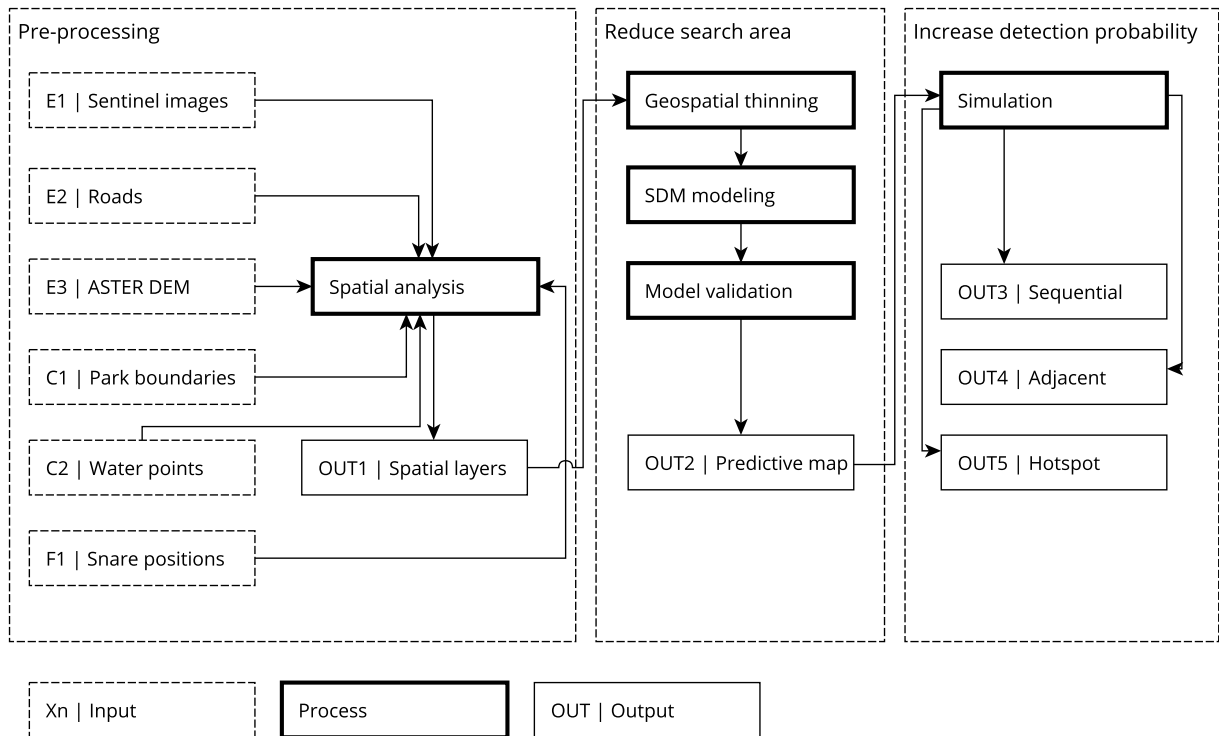 Pre-processing
E1 | Sentinel images
E2 | Roads
E3 | ASTER DEM
Spatial analysis
C1 | Park boundaries
C2 | Water points
OUT1 | Spatial layers
F1 | Snare positions
Reduce search area
Geospatial thinning
SDM modeling
Model validation
OUT2 | Predictive map
Increase detection probability
Simulation
OUT3 | Sequential
OUT4 | Adjacent
OUT5 | Hotspot
Xn | Input
Process
OUT | Output